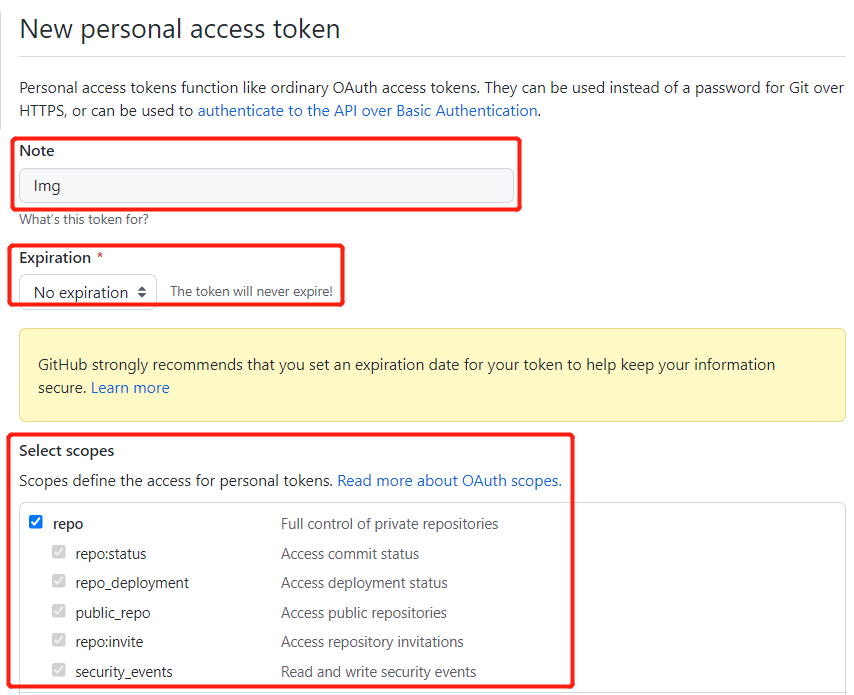 New personal access token
Personal access tokens function like ordinary OAuth access tokens. They can be used instead of a password for Git over
HTTPS, or can be used to authenticate to the API over Basic Authentication.
Note
Img
What's this token for?
Expiration *
No expiration The token will never expire!
GitHub strongly recommends that you set an expiration date for your token to help keep your information
secure. Learn more
Select scopes
Scopes define the access for personal tokens. Read more about OAuth scopes.
repo Full control of private repositories
repo:status Access commit status
repo_deployment Access deployment status
public_repo Access public repositories
repo:invite Access repository invitations
security_events Read and write security events